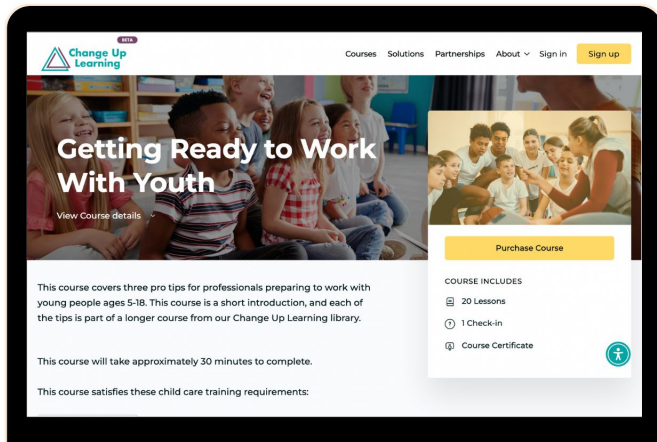 BETA
Change Up
Learning
Courses Solutions Partnerships About Sign in Sign up
Getting Ready to Work
With Youth
View Course details
Purchase Course
COURSE INCLUDES
20 Lessons
1 Check-in
Course Certificate
This course covers three pro tips for professionals preparing to work with
young people ages 5-18. This course is a short introduction, and each of
the tips is part of a longer course from our Change Up Learning library.
This course will take approximately 30 minutes to complete.
This course satisfies these child care training requirements: